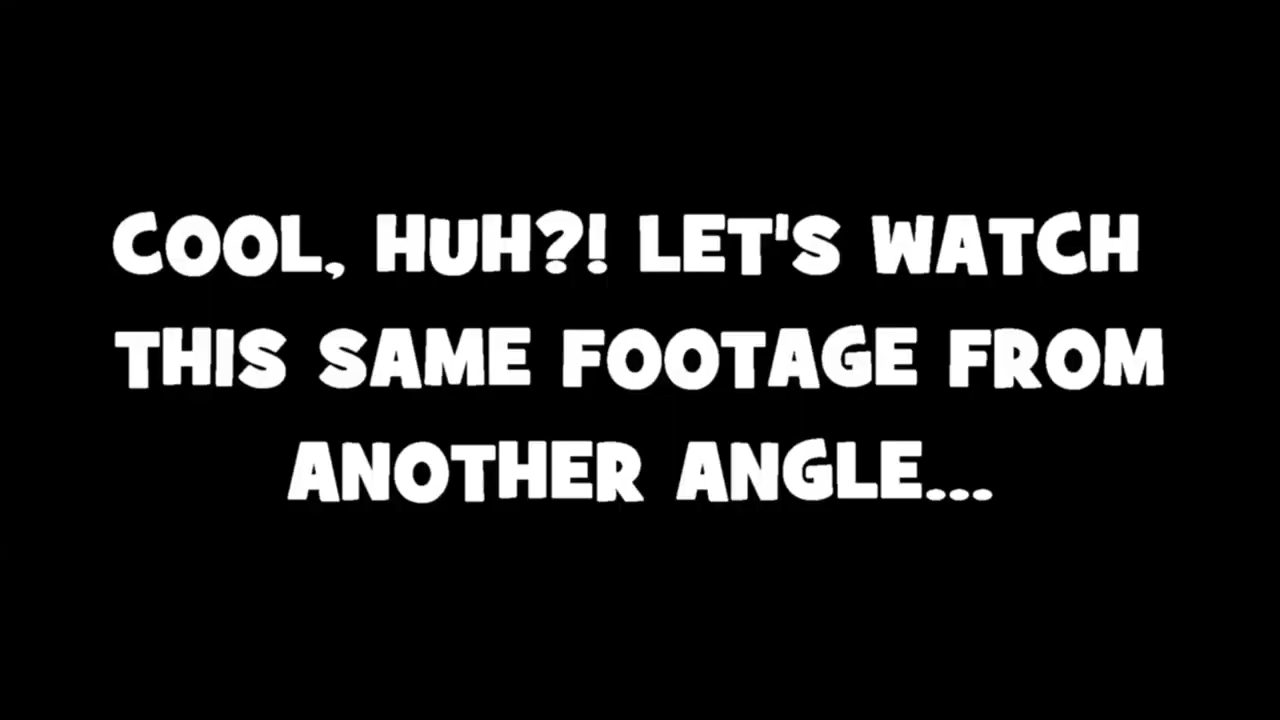 COOL, HUH?! LET'S WATCH
THIS SAME FOOTAGE FROM
ANOTHER ANGLE...